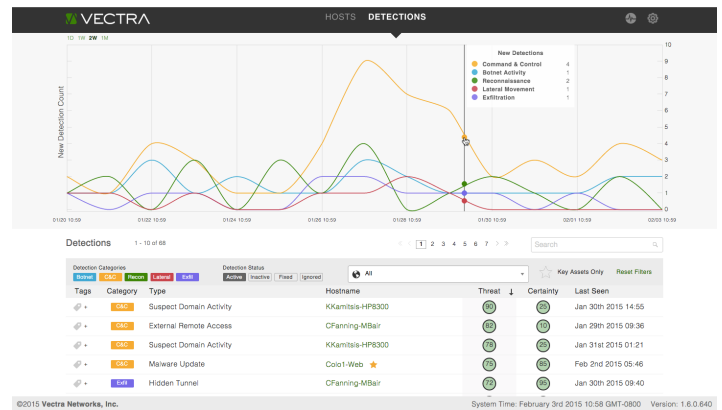 VECTRA HOSTS DETECTIONS
1D 1W 2W 1M
New Detections
Command & Control 4
Botnet Activity 1
Reconnaissance 2
Lateral Movement 1
Exfiltration 1
New Detection Count
10
9
8
7
6
5
4
3
2
1
0
01/20 10:59 01/22 10:59 01/24 10:59 01/26 10:59 01/28 10:59 01/30 10:59 02/01 10:59 02/03 10:59
Detections 1 - 10 of 68 < < 1 2 3 4 5 6 7 > > Search
Detection Categories Detection Status
Botnet C&C Recon Lateral Exfil Active Inactive Fixed Ignored All Key Assets Only Reset Filters
Tags Category Type Hostname Threat ↓ Certainty Last Seen
+ C&C Suspect Domain Activity KKamitsis-HP8300 90 25 Jan 30th 2015 14:55
+ C&C External Remote Access CFanning-MBair 82 10 Jan 29th 2015 09:36
+ C&C Suspect Domain Activity KKamitsis-HP8300 78 25 Jan 31st 2015 01:21
+ C&C Malware Update Colo1-Web 75 85 Feb 2nd 2015 05:46
+ Exfil Hidden Tunnel CFanning-MBair 72 95 Jan 30th 2015 09:40
©2015 Vectra Networks, Inc. System Time: February 3rd 2015 10:58 GMT-0800 Version: 1.6.0.640